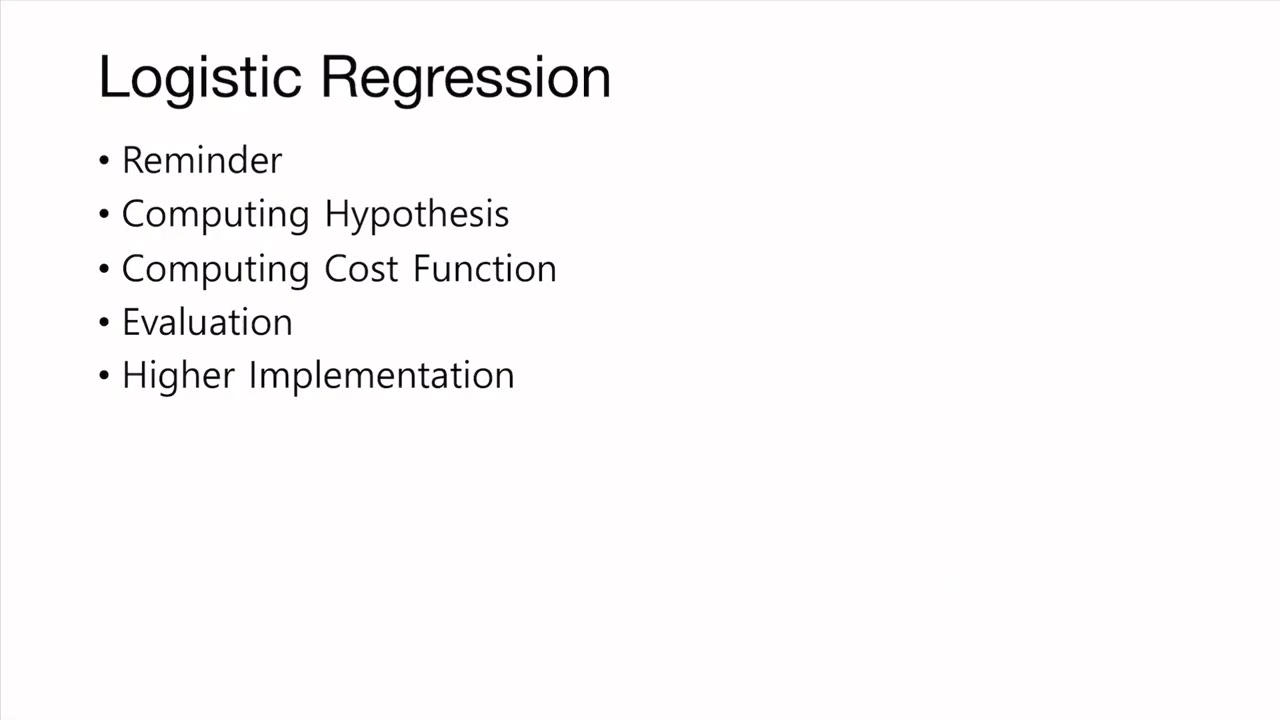 Logistic Regression
• Reminder
• Computing Hypothesis
• Computing Cost Function
• Evaluation
• Higher Implementation